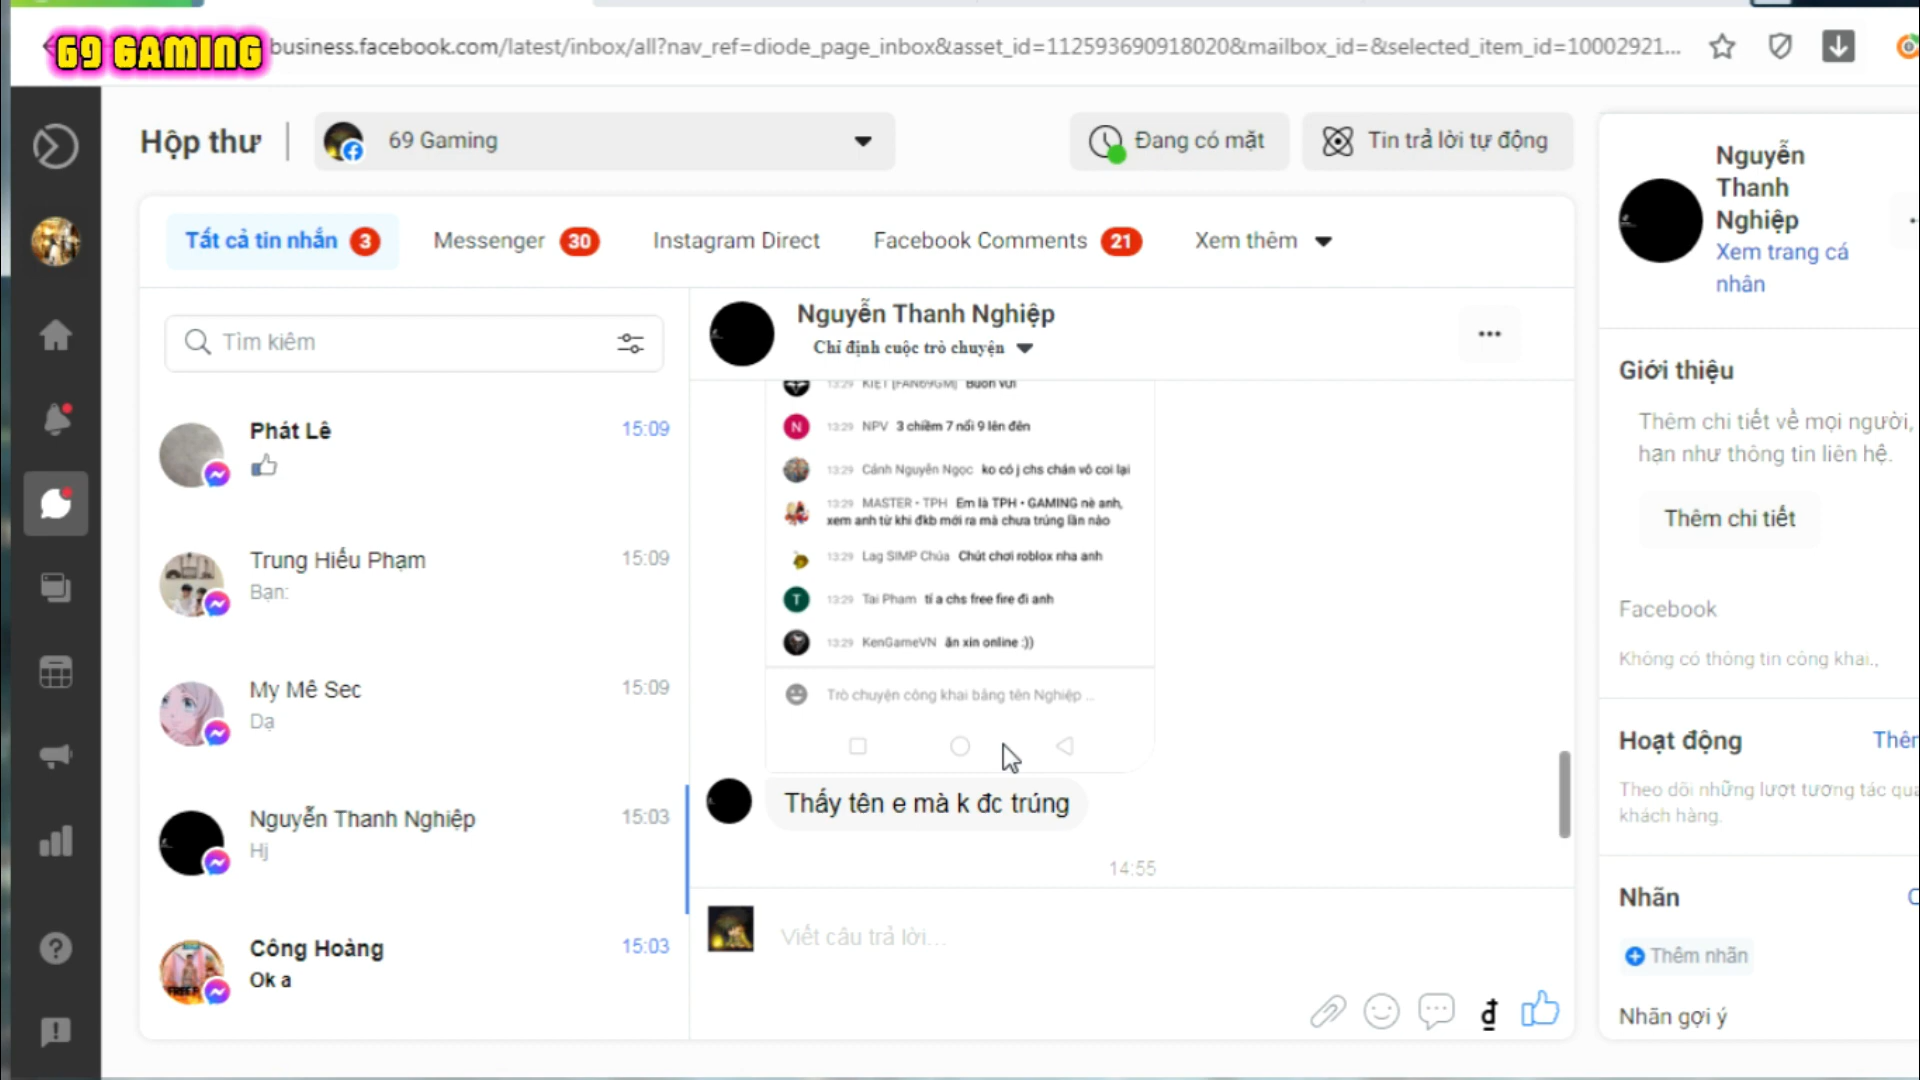 69 GAMING
business.facebook.com/latest/inbox/all?nav_ref=diode_page_inbox&asset_id=112593690918020&mailbox_id=&selected_item_id=10002921...
Hộp thư
69 Gaming
Đang có mặt
Tin trả lời tự động
Tất cả tin nhắn 3
Messenger 30
Instagram Direct
Facebook Comments 21
Xem thêm
Tìm kiếm
Phát Lê 15:09
Trung Hiếu Phạm 15:09
Bạn:
My Mê Sec 15:09
Dạ
Nguyễn Thanh Nghiệp 15:03
Hj
Công Hoàng 15:03
Ok a
Nguyễn Thanh Nghiệp
Chỉ định cuộc trò chuyện
13:29 KIET [FAN69GM] Buồn vui
N 13:29 NPV 3 chiềm 7 nổi 9 lên đên
13:29 Cảnh Nguyên Ngọc ko có j chs chán vô coi lại
13:29 MASTER • TPH Em là TPH • GAMING nè anh,
xem anh từ khi đkb mới ra mà chưa trúng lần nào
13:29 Lag SIMP Chúa Chút chơi roblox nha anh
T 13:29 Tai Pham tí a chs free fire đi anh
13:29 KenGameVN ăn xin online :))
Trò chuyện công khai bằng tên Nghiệp ...
Thấy tên e mà k đc trúng
14:55
Viết câu trả lời...
đ
Nguyễn
Thanh
Nghiệp
Xem trang cá
nhân
Giới thiệu
Thêm chi tiết về mọi người,
hạn như thông tin liên hệ.
Thêm chi tiết
Facebook
Không có thông tin công khai.,
Hoạt động Thêm
Theo dõi những lượt tương tác qua
khách hàng.
Nhãn
Thêm nhãn
Nhãn gợi ý